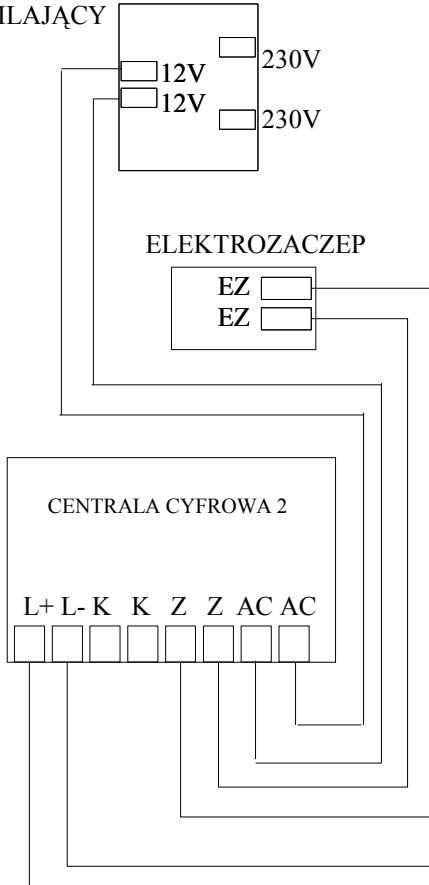 ILAJĄCY
230V
12V
12V
230V
ELEKTROZACZEP
EZ
EZ
CENTRALA CYFROWA 2
L+ L- K K Z Z AC AC